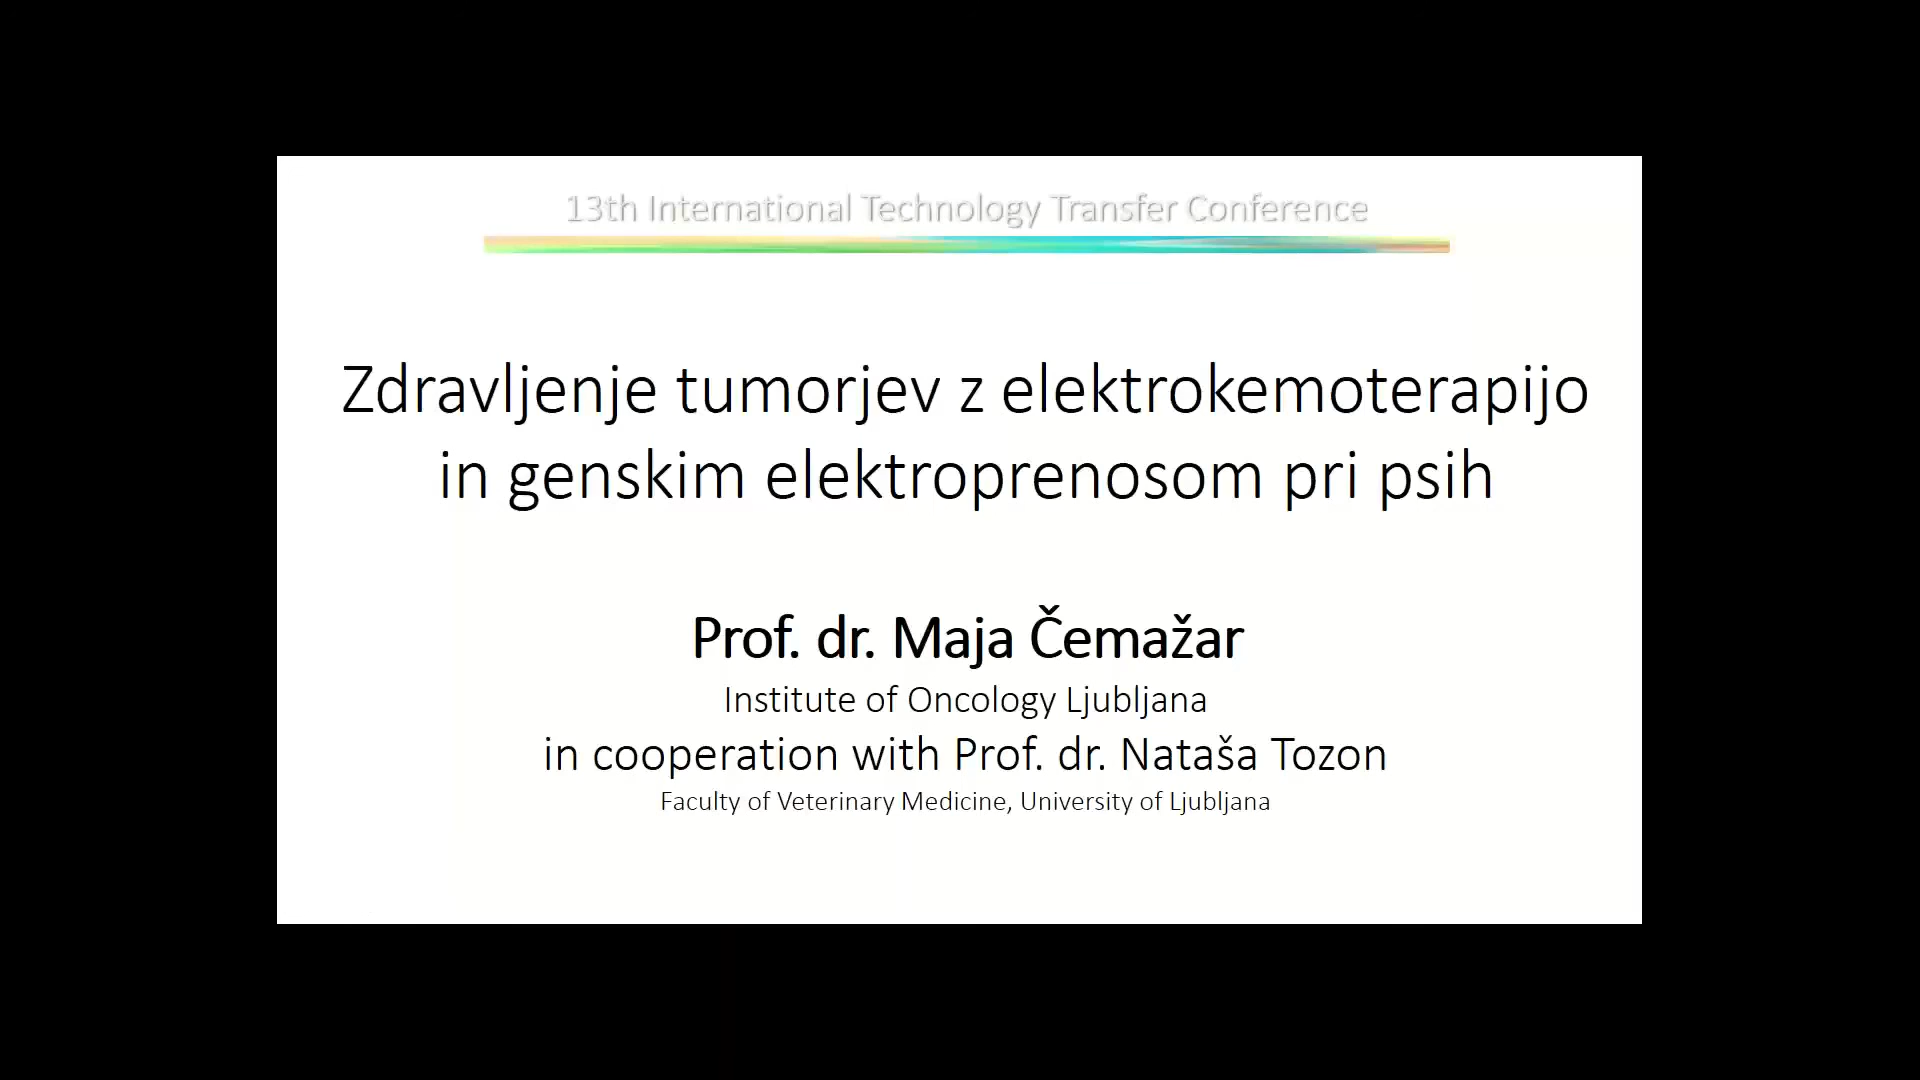 13th International Technology Transfer Conference
Zdravljenje tumorjev z elektrokemoterapijo
in genskim elektroprenosom pri psih
Prof. dr. Maja Čemažar
Institute of Oncology Ljubljana
in cooperation with Prof. dr. Nataša Tozon
Faculty of Veterinary Medicine, University of Ljubljana